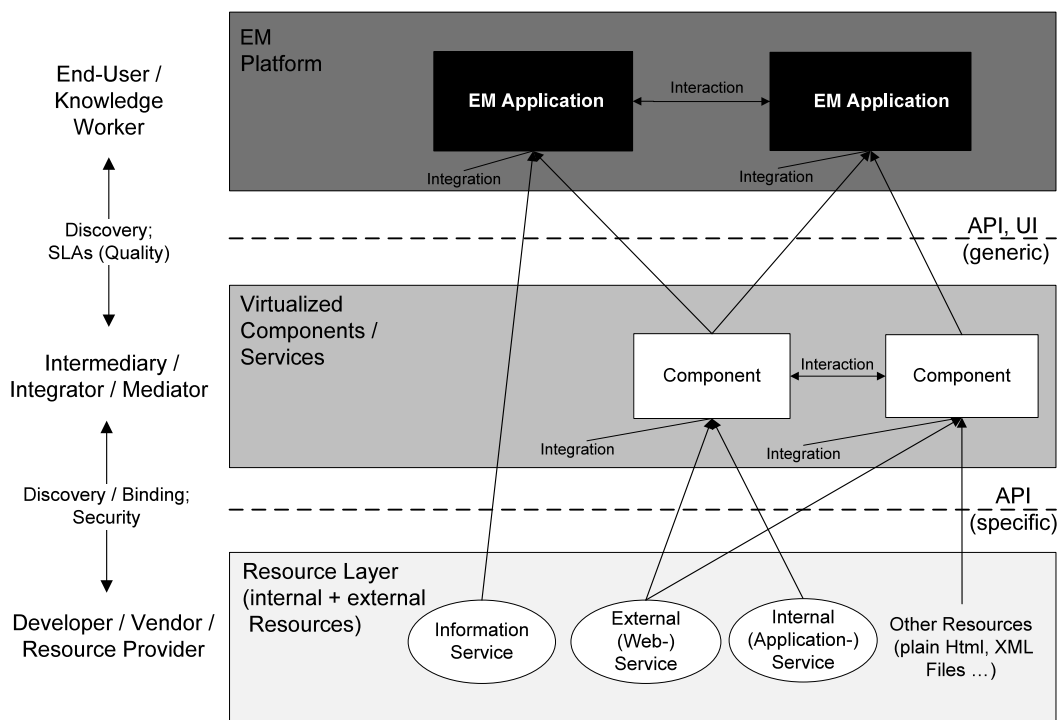 EM
Platform
End-User /
Knowledge
Worker
EM Application
Interaction
EM Application
Integration
Integration
Discovery;
SLAs (Quality)
API, UI
(generic)
Virtualized
Components /
Services
Intermediary /
Integrator / Mediator
Component
Interaction
Component
Integration
Integration
Discovery / Binding;
Security
API
(specific)
Resource Layer
(internal + external
Resources)
Developer / Vendor /
Resource Provider
Information
Service
External
(Web-)
Service
Internal
(Application-)
Service
Other Resources
(plain Html, XML
Files …)